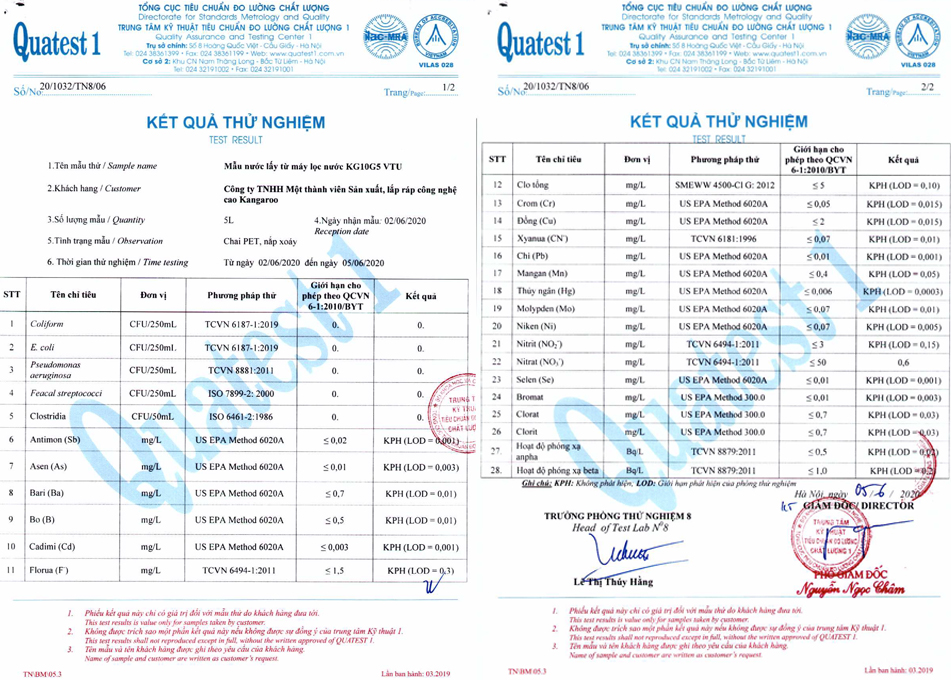 TỔNG CỤC TIÊU CHUẨN ĐO LƯỜNG CHẤT LƯỢNG
Directorate for Standards Metrology and Quality
TRUNG TÂM KỸ THUẬT TIÊU CHUẨN ĐO LƯỜNG CHẤT LƯỢNG 1
Quality Assurance and Testing Center 1
Trụ sở chính: Số 8 Hoàng Quốc Việt - Cầu Giấy - Hà Nội
Tel: 024 38361399 • Fax: 024 38361199 • Web: www.quatest1.com.vn
Cơ sở 2: Khu CN Nam Thăng Long - Bắc Từ Liêm - Hà Nội
Tel: 024 32191002 • Fax: 024 32191001
Quatest 1
ilac-MRA
BUREAU OF ACCREDITATION
VIETNAM
VILAS 028
Số/No: 20/1032/TN8/06
Trang/Page: 1/2
KẾT QUẢ THỬ NGHIỆM
TEST RESULT
1.Tên mẫu thử / Sample name Mẫu nước lấy từ máy lọc nước KG10G5 VTU
2.Khách hàng / Customer Công ty TNHH Một thành viên Sản xuất, lắp ráp công nghệ
cao Kangaroo
3.Số lượng mẫu / Quantity 5L 4.Ngày nhận mẫu: 02/06/2020
Reception date
5.Tình trạng mẫu / Observation Chai PET, nắp xoáy
6. Thời gian thử nghiệm / Time testing Từ ngày 02/06/2020 đến ngày 05/06/2020
STT Tên chỉ tiêu Đơn vị Phương pháp thử Giới hạn cho phép theo QCVN 6-1:2010/BYT Kết quả
1 Coliform CFU/250mL TCVN 6187-1:2019 0. 0.
2 E. coli CFU/250mL TCVN 6187-1:2019 0. 0.
3 Pseudomonas aeruginosa CFU/250mL TCVN 8881:2011 0. 0.
4 Feacal streptococci CFU/250mL ISO 7899-2: 2000 0. 0.
5 Clostridia CFU/50mL ISO 6461-2:1986 0. 0.
6 Antimon (Sb) mg/L US EPA Method 6020A ≤ 0,02 KPH (LOD = 0,001)
7 Asen (As) mg/L US EPA Method 6020A ≤ 0,01 KPH (LOD = 0,003)
8 Bari (Ba) mg/L US EPA Method 6020A ≤ 0,7 KPH (LOD = 0,01)
9 Bo (B) mg/L US EPA Method 6020A ≤ 0,5 KPH (LOD = 0,01)
10 Cadimi (Cd) mg/L US EPA Method 6020A ≤ 0,003 KPH (LOD = 0,001)
11 Florua (F⁻) mg/L TCVN 6494-1:2011 ≤ 1,5 KPH (LOD = 0,3)
1. Phiếu kết quả này chỉ có giá trị đối với mẫu thử do khách hàng đưa tới.
This test results is value only for samples taken by customer.
2. Không được trích sao một phần kết quả này nếu không được sự đồng ý của trung tâm Kỹ thuật 1.
This test results shall not reproduced except in full, without the written approved of QUATEST 1.
3. Tên mẫu và tên khách hàng được ghi theo yêu cầu của khách hàng.
Name of sample and customer are written as customer's request.
TN\BM\05.3
Lần ban hành: 03.2019
TỔNG CỤC TIÊU CHUẨN ĐO LƯỜNG CHẤT LƯỢNG
Directorate for Standards Metrology and Quality
TRUNG TÂM KỸ THUẬT TIÊU CHUẨN ĐO LƯỜNG CHẤT LƯỢNG 1
Quality Assurance and Testing Center 1
Trụ sở chính: Số 8 Hoàng Quốc Việt - Cầu Giấy - Hà Nội
Tel: 024 38361399 • Fax: 024 38361199 • Web: www.quatest1.com.vn
Cơ sở 2: Khu CN Nam Thăng Long - Bắc Từ Liêm - Hà Nội
Tel: 024 32191002 • Fax: 024 32191001
Quatest 1
ilac-MRA
BUREAU OF ACCREDITATION
VIETNAM
VILAS 028
Số/No: 20/1032/TN8/06
Trang/Page: 2/2
KẾT QUẢ THỬ NGHIỆM
TEST RESULT
STT Tên chỉ tiêu Đơn vị Phương pháp thử Giới hạn cho phép theo QCVN 6-1:2010/BYT Kết quả
12 Clo tổng mg/L SMEWW 4500-Cl G: 2012 ≤ 5 KPH (LOD = 0,10)
13 Crom (Cr) mg/L US EPA Method 6020A ≤ 0,05 KPH (LOD = 0,015)
14 Đồng (Cu) mg/L US EPA Method 6020A ≤ 2 KPH (LOD = 0,015)
15 Xyanua (CN⁻) mg/L TCVN 6181:1996 ≤ 0,07 KPH (LOD = 0,01)
16 Chì (Pb) mg/L US EPA Method 6020A ≤ 0,01 KPH (LOD = 0,001)
17 Mangan (Mn) mg/L US EPA Method 6020A ≤ 0,4 KPH (LOD = 0,05)
18 Thủy ngân (Hg) mg/L US EPA Method 6020A ≤ 0,006 KPH (LOD = 0,0003)
19 Molypden (Mo) mg/L US EPA Method 6020A ≤ 0,07 KPH (LOD = 0,01)
20 Niken (Ni) mg/L US EPA Method 6020A ≤ 0,07 KPH (LOD = 0,005)
21 Nitrit (NO₂⁻) mg/L TCVN 6494-1:2011 ≤ 3 KPH (LOD = 0,15)
22 Nitrat (NO₃⁻) mg/L TCVN 6494-1:2011 ≤ 50 0,6
23 Selen (Se) mg/L US EPA Method 6020A ≤ 0,01 KPH (LOD = 0,001)
24 Bromat mg/L US EPA Method 300.0 ≤ 0,01 KPH (LOD = 0,003)
25 Clorat mg/L US EPA Method 300.0 ≤ 0,7 KPH (LOD = 0,03)
26 Clorit mg/L US EPA Method 300.0 ≤ 0,7 KPH (LOD = 0,03)
27. Hoạt độ phóng xạ anpha Bq/L TCVN 8879:2011 ≤ 0,5 KPH (LOD = 0,02)
28. Hoạt độ phóng xạ beta Bq/L TCVN 8879:2011 ≤ 1,0 KPH (LOD =
Ghi chú: KPH: Không phát hiện, LOD: Giới hạn phát hiện của phòng thử nghiệm
Hà Nội, ngày 05/6/2020
TRƯỞNG PHÒNG THỬ NGHIỆM 8
Head of Test Lab N°8
Lê Thị Thúy Hằng
GIÁM ĐỐC/ DIRECTOR
TRUNG TÂM
KỸ THUẬT
TIÊU CHUẨN ĐO LƯỜNG
CHẤT LƯỢNG 1
PHÓ GIÁM ĐỐC
Nguyễn Ngọc Châm
1. Phiếu kết quả này chỉ có giá trị đối với mẫu thử do khách hàng đưa tới.
This test results is value only for samples taken by customer.
2. Không được trích sao một phần kết quả này nếu không được sự đồng ý của trung tâm Kỹ thuật 1.
This test results shall not reproduced except in full, without the written approved of QUATEST 1.
3. Tên mẫu và tên khách hàng được ghi theo yêu cầu của khách hàng.
Name of sample and customer are written as customer's request.
TN\BM\05.3
Lần ban hành: 03.2019